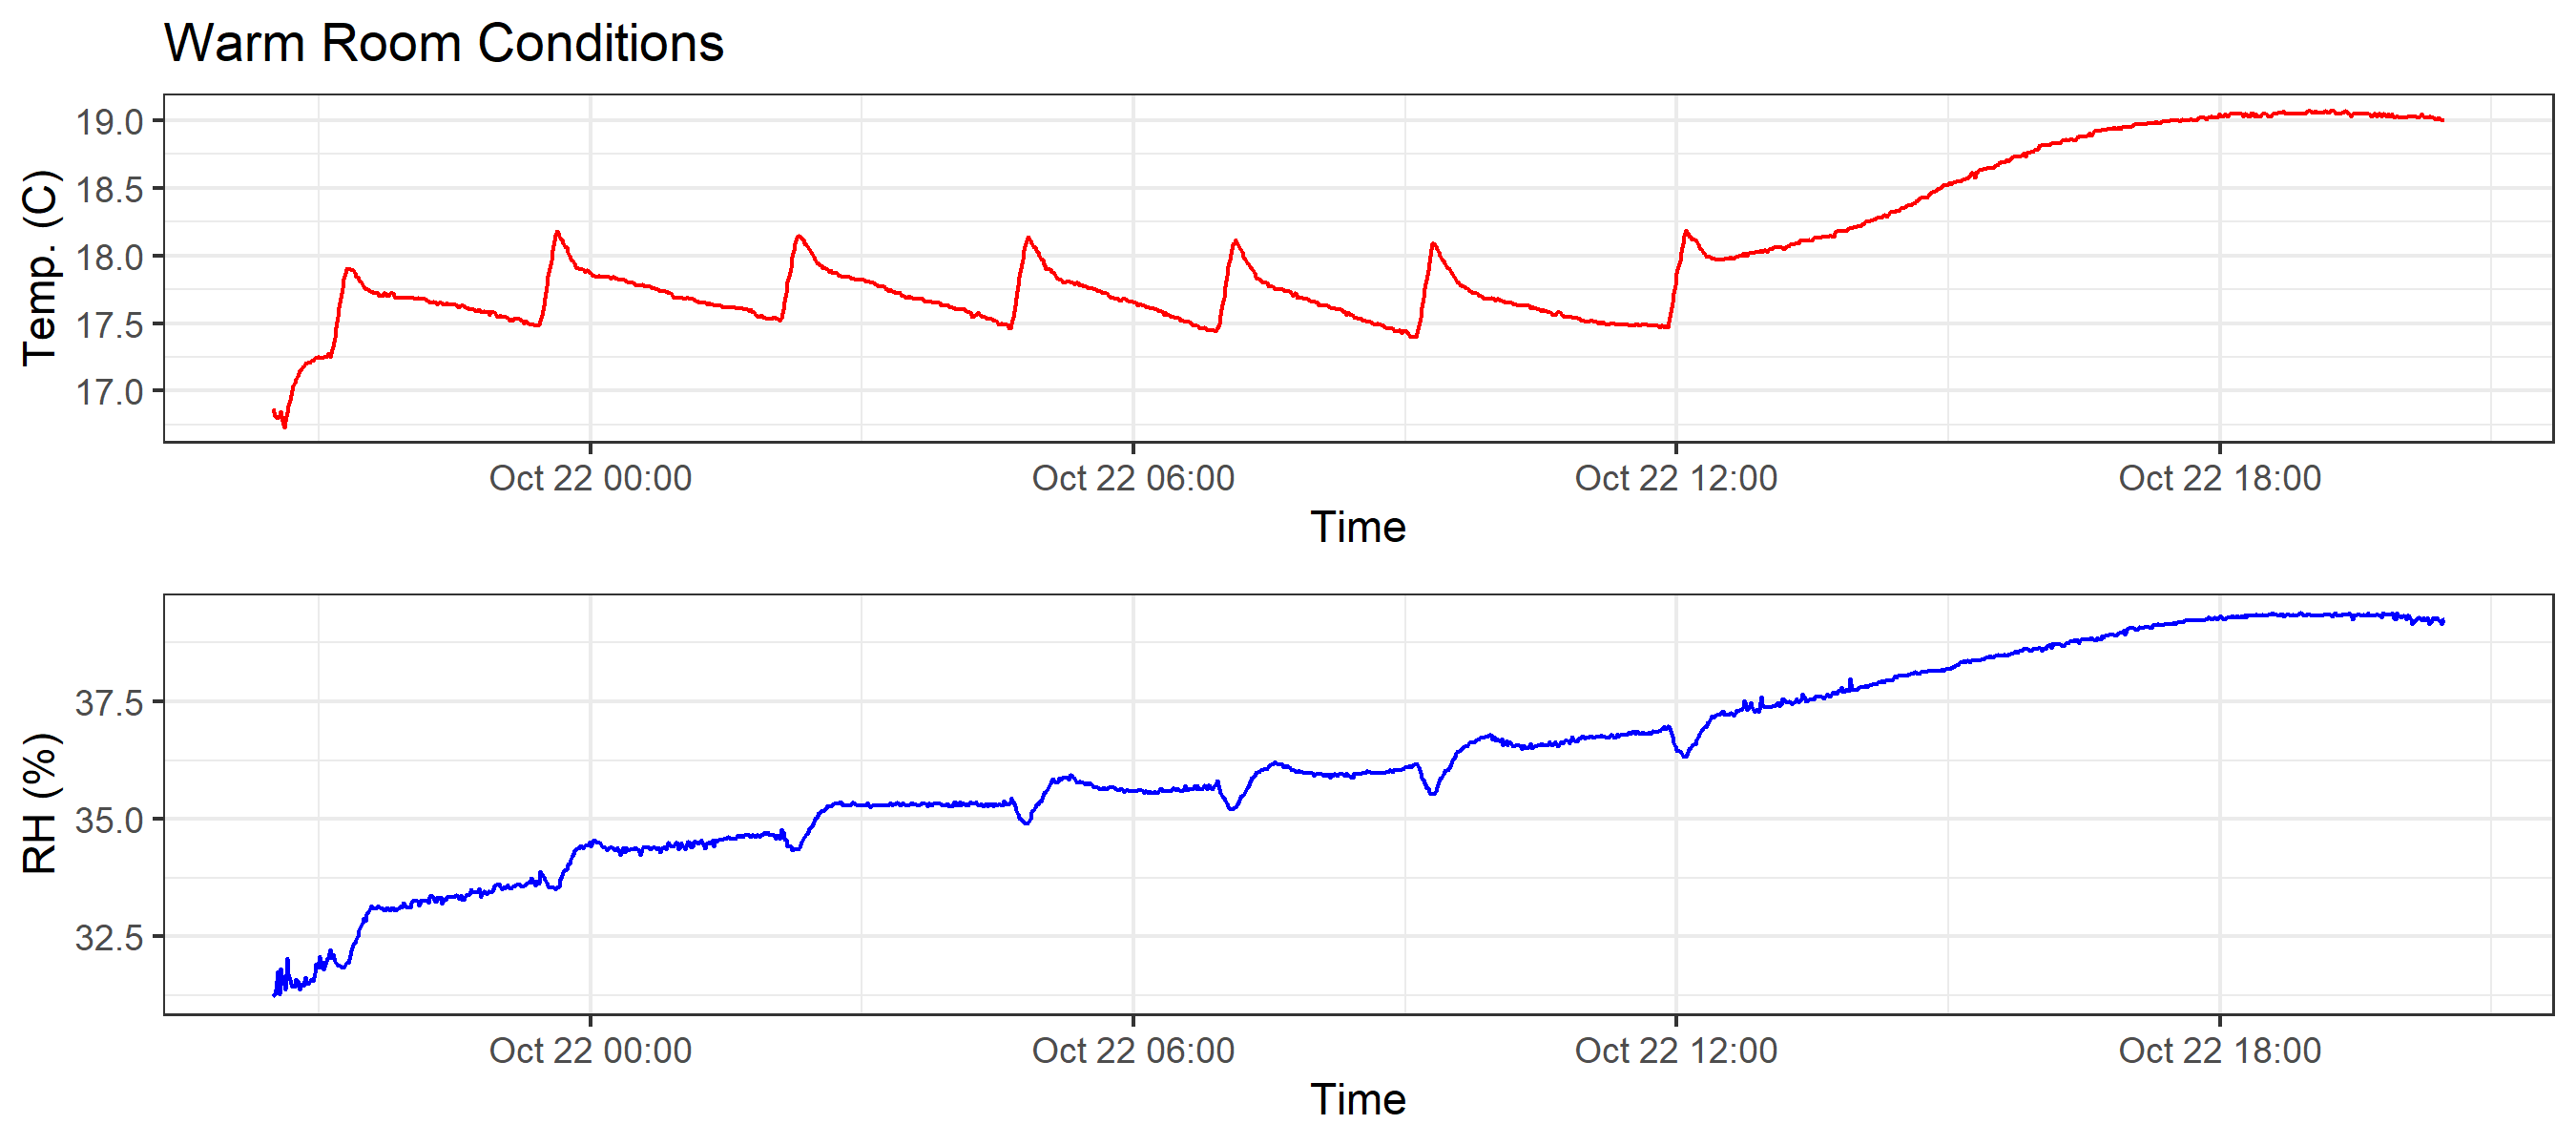 Warm Room Conditions
Temp. (C)
19.0
18.5
18.0
17.5
17.0
Oct 22 00:00 Oct 22 06:00 Oct 22 12:00 Oct 22 18:00
Time
RH (%)
37.5
35.0
32.5
Oct 22 00:00 Oct 22 06:00 Oct 22 12:00 Oct 22 18:00
Time